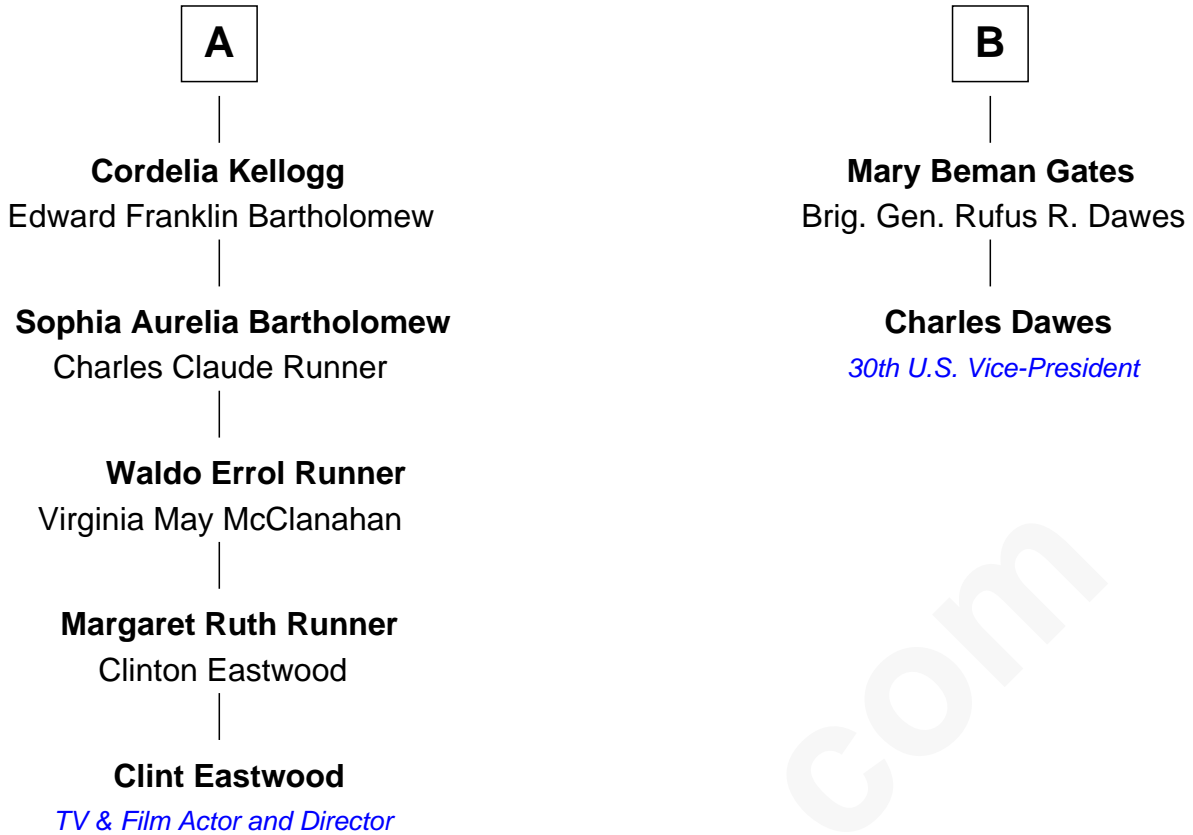 A
Cordelia Kellogg
Edward Franklin Bartholomew
Sophia Aurelia Bartholomew
Charles Claude Runner
Waldo Errol Runner
Virginia May McClanahan
Margaret Ruth Runner
Clinton Eastwood
Clint Eastwood
TV & Film Actor and Director
B
Mary Beman Gates
Brig. Gen. Rufus R. Dawes
Charles Dawes
30th U.S. Vice-President
com